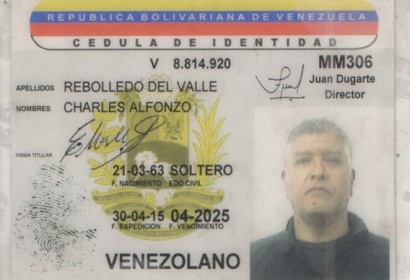 REPUBLICA BOLIVARIANA DE VENEZUELA
CEDULA DE IDENTIDAD
V 8.814.920
MM306
Juan Dugarte
Director
APELLIDOS REBOLLEDO DEL VALLE
NOMBRES CHARLES ALFONZO
FIRMA TITULAR
21-03-63 SOLTERO
F. NACIMIENTO EDO CIVIL
30-04-15 04-2025
F. EXPEDICION F. VENCIMIENTO
VENEZOLANO